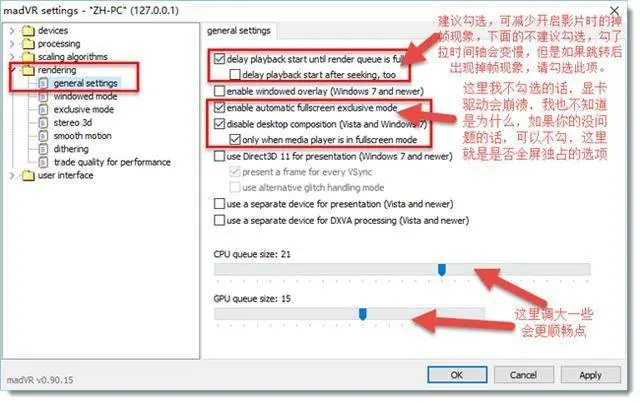 madVR settings - "ZH-PC" (127.0.0.1)
devices
processing
scaling algorithms
rendering
general settings
windowed mode
exclusive mode
stereo 3d
smooth motion
dithering
trade quality for performance
user interface
general settings
delay playback start until render queue is full
delay playback start after seeking, too
enable windowed overlay (Windows 7 and newer)
enable automatic fullscreen exclusive mode
disable desktop composition (Vista and Windows 7)
only when media player is in fullscreen mode
use Direct3D 11 for presentation (Windows 7 and newer)
present a frame for every VSync
use alternative glitch handling mode
use a separate device for presentation (Vista and newer)
use a separate device for DXVA processing (Vista and newer)
CPU queue size: 21
GPU queue size: 15
建议勾选,可减少开启影片时的掉
帧现象,下面的不建议勾选,勾了
拉时间轴会变慢,但是如果跳转后
出现掉帧现象,请勾选此项。
这里我不勾选的话,显卡
驱动会崩溃,我也不知道
是为什么,如果你的没问
题的话,可以不勾,这里
就是是否全屏独占的选项
这里调大一些
会更顺畅点
madVR v0.90.15
OK
Cancel
Apply